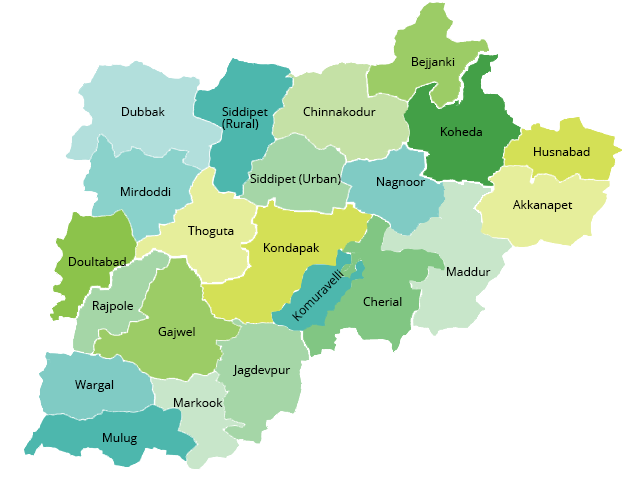 Bejjanki
Dubbak
Siddipet
(Rural)
Chinnakodur
Koheda
Husnabad
Mirdoddi
Siddipet (Urban)
Nagnoor
Akkanapet
Thoguta
Kondapak
Doultabad
Maddur
Komuravelli
Rajpole
Cherial
Gajwel
Jagdevpur
Wargal
Markook
Mulug